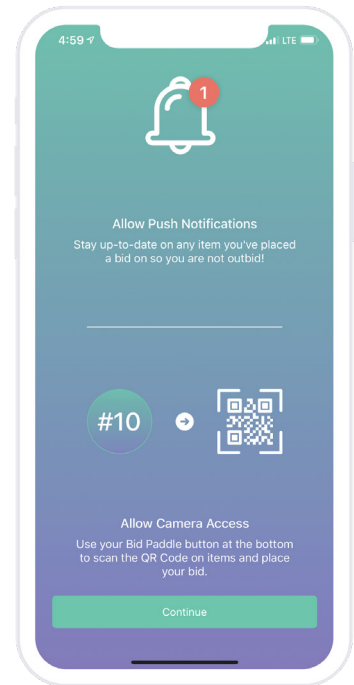 4:59 LTE
1
Allow Push Notifications
Stay up-to-date on any item you've placed
a bid on so you are not outbid!
#10
Allow Camera Access
Use your Bid Paddle button at the bottom
to scan the QR Code on items and place
your bid.
Continue